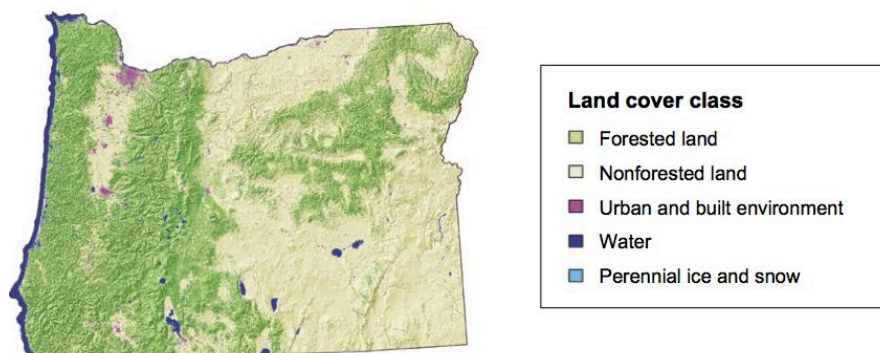 Land cover class
Forested land
Nonforested land
Urban and built environment
Water
Perennial ice and snow